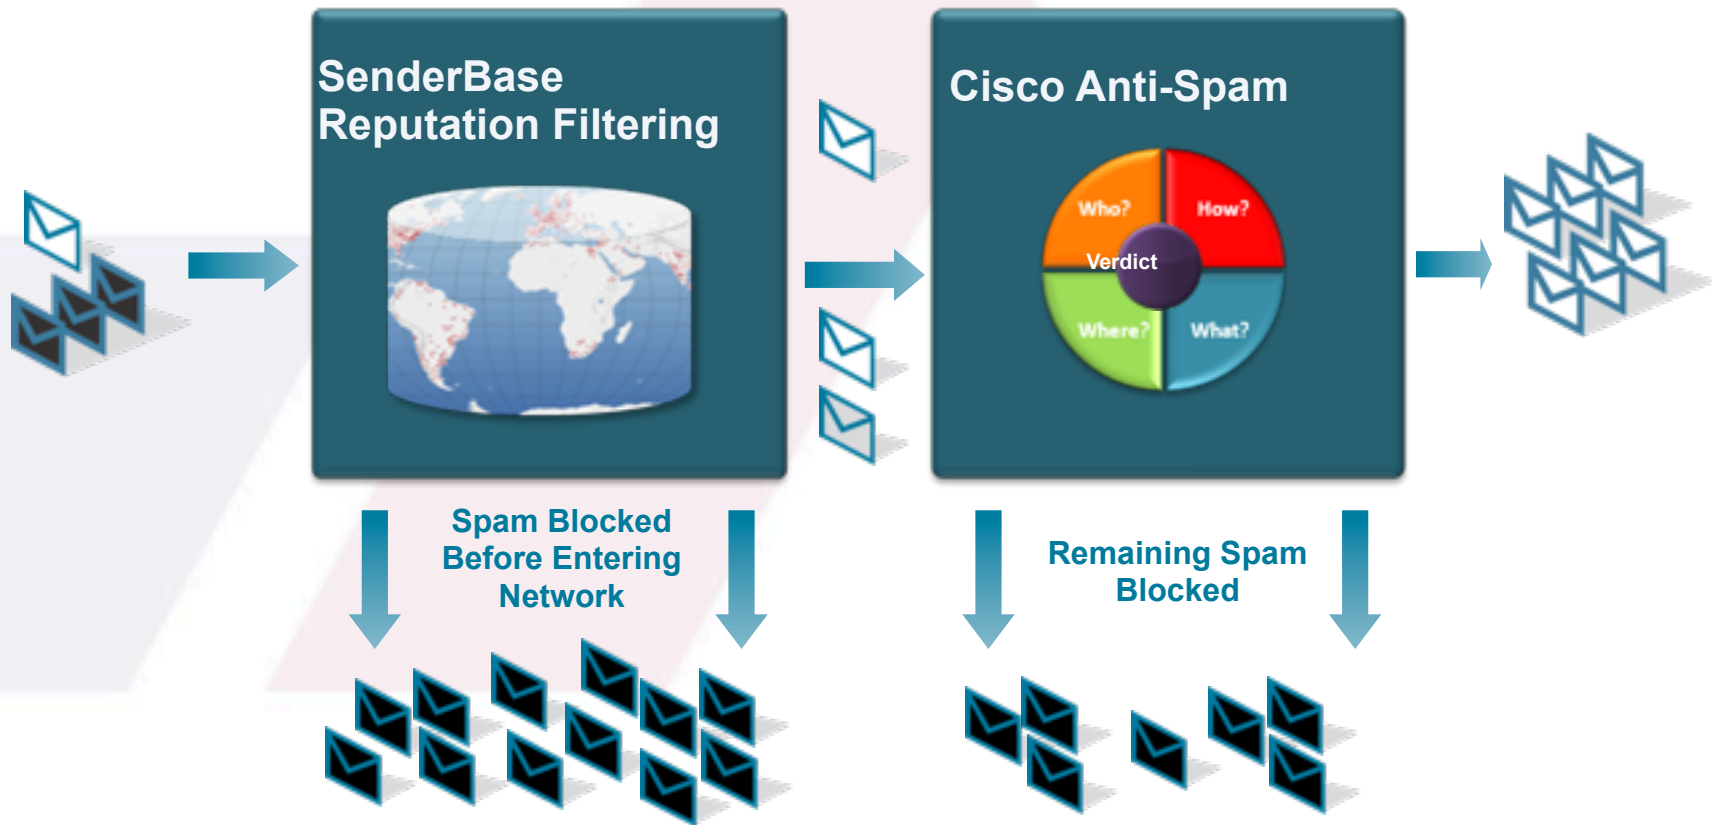 SenderBase
Reputation Filtering
Cisco Anti-Spam
Who?
How?
Verdict
Where?
What?
Spam Blocked
Before Entering
Network
Remaining Spam
Blocked